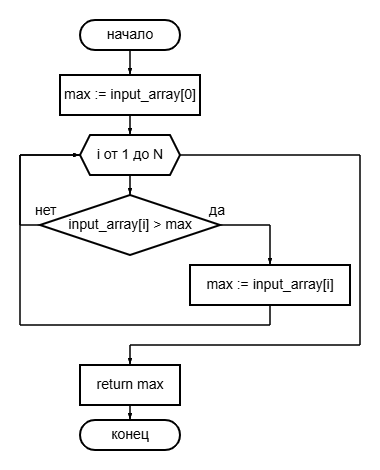 начало
max := input_array[0]
i от 1 до N
нет
да
input_array[i] > max
max := input_array[i]
return max
конец